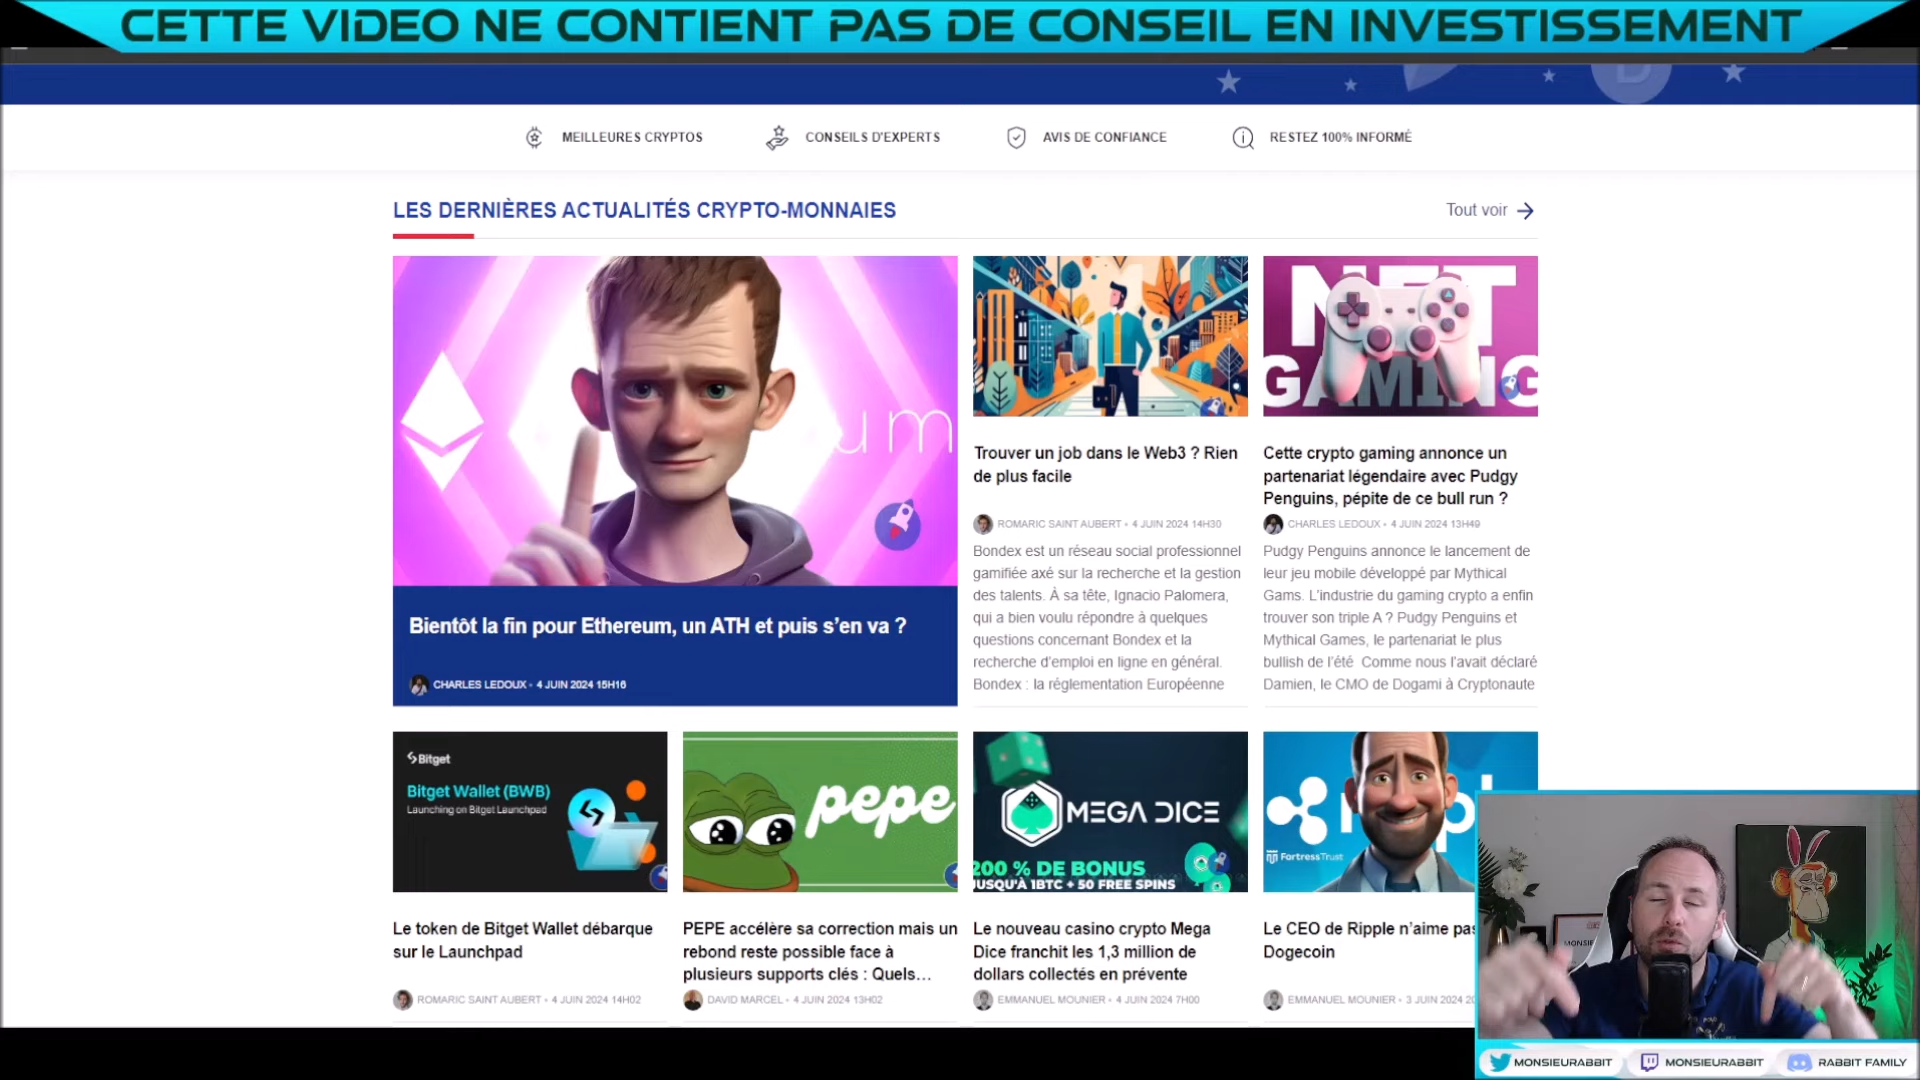 CETTE VIDEO NE CONTIENT PAS DE CONSEIL EN INVESTISSEMENT
MEILLEURES CRYPTOS
CONSEILS D'EXPERTS
AVIS DE CONFIANCE
RESTEZ 100% INFORMÉ
LES DERNIÈRES ACTUALITÉS CRYPTO-MONNAIES
Tout voir
um
Bientôt la fin pour Ethereum, un ATH et puis s'en va ?
CHARLES LEDOUX • 4 JUIN 2024 15H16
Trouver un job dans le Web3 ? Rien
de plus facile
ROMARIC SAINT AUBERT • 4 JUIN 2024 14H30
Bondex est un réseau social professionnel
gamifiée axé sur la recherche et la gestion
des talents. À sa tête, Ignacio Palomera,
qui a bien voulu répondre à quelques
questions concernant Bondex et la
recherche d'emploi en ligne en général.
Bondex : la réglementation Européenne
NFT
GAMING
Cette crypto gaming annonce un
partenariat légendaire avec Pudgy
Penguins, pépite de ce bull run ?
CHARLES LEDOUX • 4 JUIN 2024 13H49
Pudgy Penguins annonce le lancement de
leur jeu mobile développé par Mythical
Gams. L'industrie du gaming crypto a enfin
trouver son triple A ? Pudgy Penguins et
Mythical Games, le partenariat le plus
bullish de l'été Comme nous l'avait déclaré
Damien, le CMO de Dogami à Cryptonaute
Bitget
Bitget Wallet (BWB)
Launching on Bitget Launchpad
Le token de Bitget Wallet débarque
sur le Launchpad
ROMARIC SAINT AUBERT • 4 JUIN 2024 14H02
pepe
PEPE accélère sa correction mais un
rebond reste possible face à
plusieurs supports clés : Quels...
DAVID MARCEL • 4 JUIN 2024 13H02
MEGA DICE
200 % DE BONUS
JUSQU'À 1BTC + 50 FREE SPINS
Le nouveau casino crypto Mega
Dice franchit les 1,3 million de
dollars collectés en prévente
EMMANUEL MOUNIER • 4 JUIN 2024 7H00
FortressTrust
Le CEO de Ripple n'aime pas
Dogecoin
EMMANUEL MOUNIER • 3 JUIN 2024 20
MONSI
MONSIEURABBIT
MONSIEURABBIT
RABBIT FAMILY